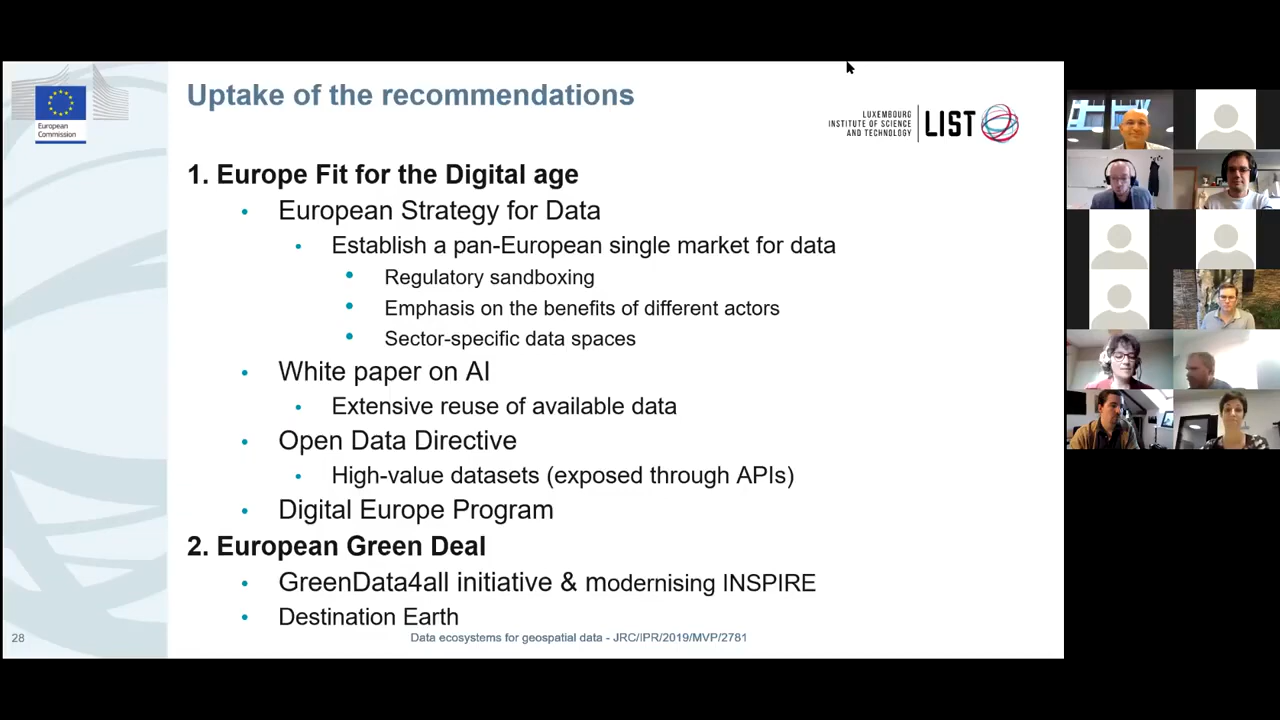 European
Commission
Uptake of the recommendations
LUXEMBOURG
INSTITUTE OF SCIENCE
AND TECHNOLOGY
LIST
1. Europe Fit for the Digital age
• European Strategy for Data
• Establish a pan-European single market for data
• Regulatory sandboxing
• Emphasis on the benefits of different actors
• Sector-specific data spaces
• White paper on AI
• Extensive reuse of available data
• Open Data Directive
• High-value datasets (exposed through APIs)
• Digital Europe Program
2. European Green Deal
• GreenData4all initiative & modernising INSPIRE
• Destination Earth
28
Data ecosystems for geospatial data - JRC/IPR/2019/MVP/2781